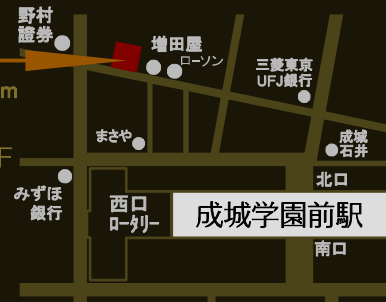 野村
證券
増田屋
ローソン
三菱東京
UFJ銀行
m
まさや
成城
石井
F
みずほ
銀行
西口
ロータリー
北口
成城学園前駅
南口